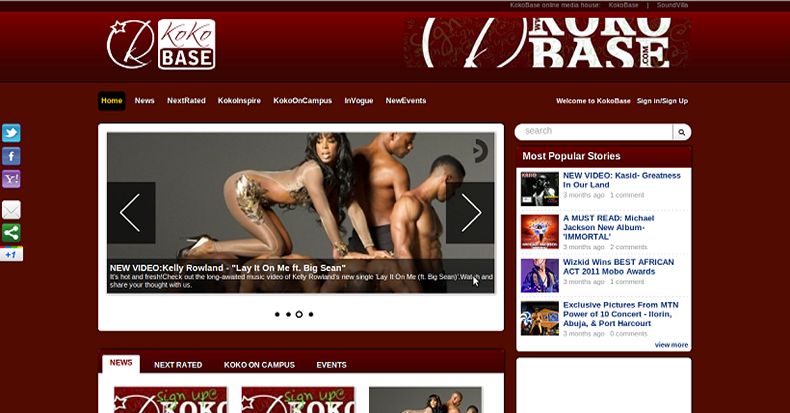 KokoBase online media house: KokoBase | SoundVilla
KoKo
BASE
KOKO
BASE
.COM
Home News NextRated KokoInspire KokoOnCampus InVogue NewEvents
Welcome to KokoBase Sign in/Sign Up
search
NEW VIDEO:Kelly Rowland - "Lay It On Me ft. Big Sean"
It's hot and fresh!Check out the long-awaited music video of Kelly Rowland's new single 'Lay It On Me (ft. Big Sean)'.Watch and
share your thought with us.
Most Popular Stories
NEW VIDEO: Kasid- Greatness
In Our Land
3 months ago 1 comment
A MUST READ: Michael
Jackson New Album-
'IMMORTAL'
3 months ago 2 comments
Wizkid Wins BEST AFRICAN
ACT 2011 Mobo Awards
3 months ago 1 comments
Exclusive Pictures From MTN
Power of 10 Concert - Ilorin,
Abuja, & Port Harcourt
3 months ago 0 comments
view more
f
Y!
+1
NEWS NEXT RATED KOKO ON CAMPUS EVENTS
sign up
KOKO
sign up
KOKO